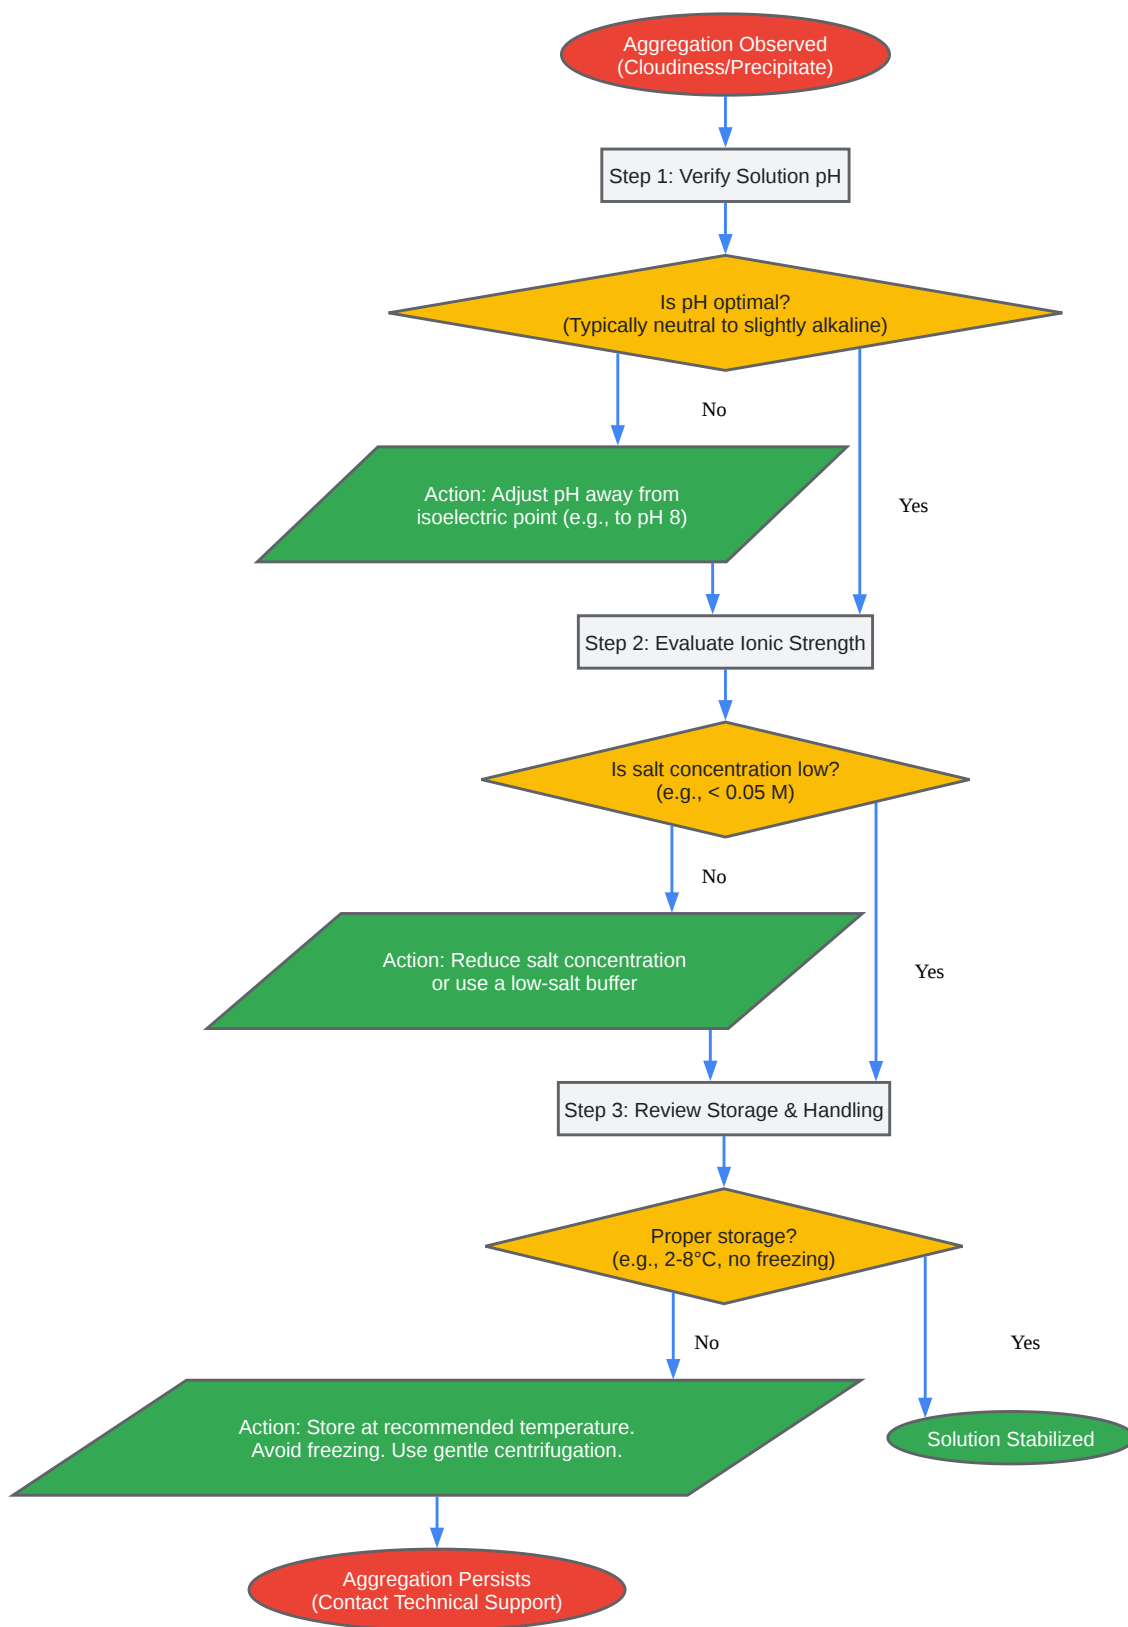 Aggregation Observed
(Cloudiness/Precipitate)
Step 1: Verify Solution pH
Is pH optimal?
(Typically neutral to slightly alkaline)
No
Yes
Action: Adjust pH away from
isoelectric point (e.g., to pH 8)
Step 2: Evaluate Ionic Strength
Is salt concentration low?
(e.g., < 0.05 M)
No
Yes
Action: Reduce salt concentration
or use a low-salt buffer
Step 3: Review Storage & Handling
Proper storage?
(e.g., 2-8°C, no freezing)
No
Yes
Action: Store at recommended temperature.
Avoid freezing. Use gentle centrifugation.
Solution Stabilized
Aggregation Persists
(Contact Technical Support)